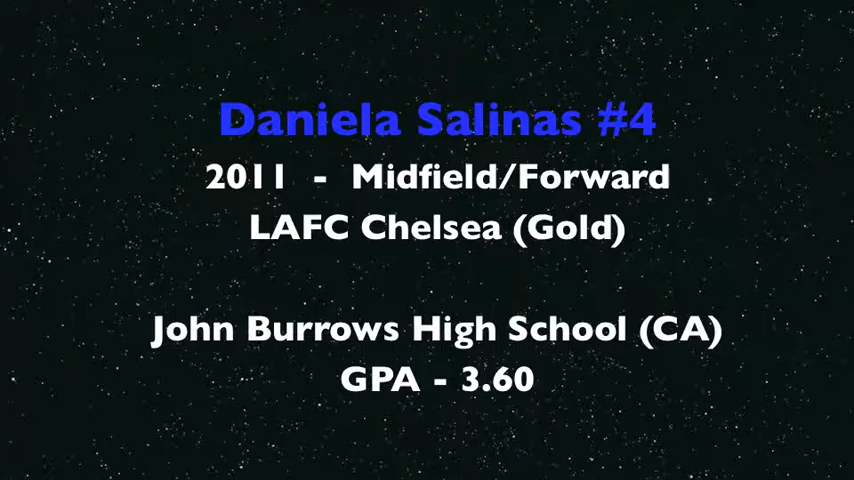 Daniela Salinas #4
2011 - Midfield/Forward
LAFC Chelsea (Gold)
John Burrows High School (CA)
GPA - 3.60